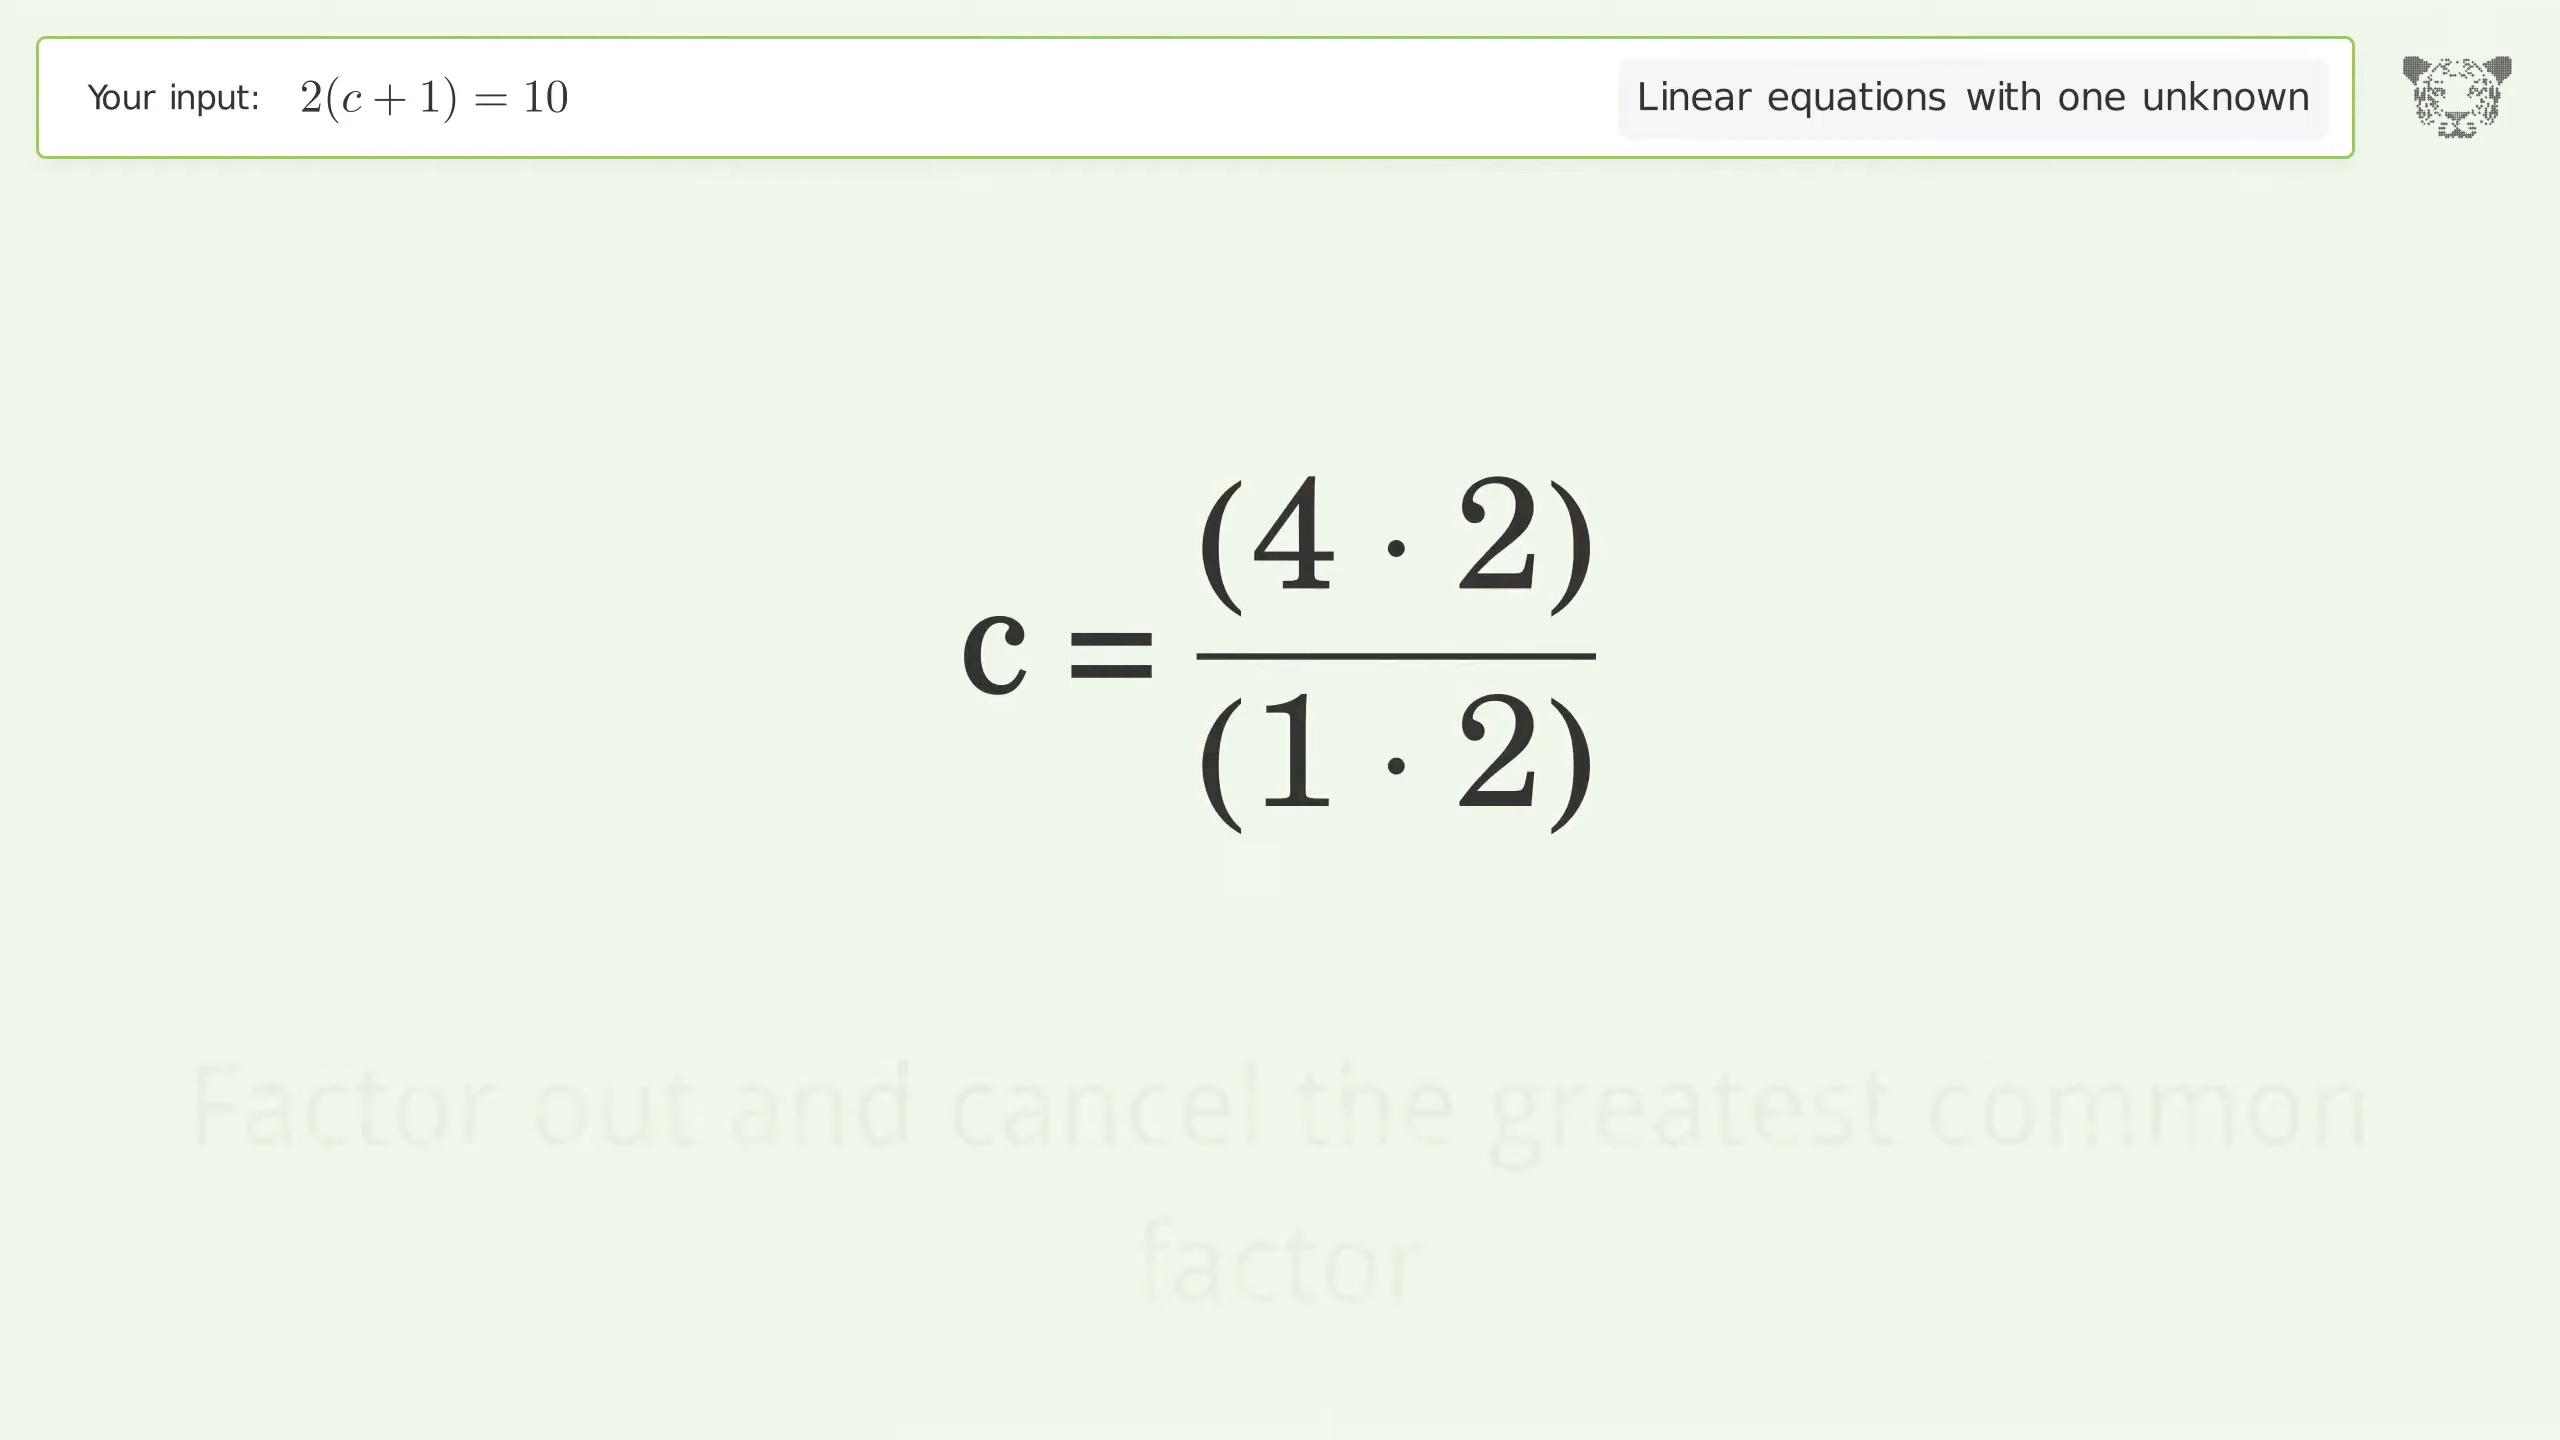 Your input: 2(c + 1) = 10
Linear equations with one unknown
c = (4 · 2) / (1 · 2)
Factor out and cancel the greatest common
factor